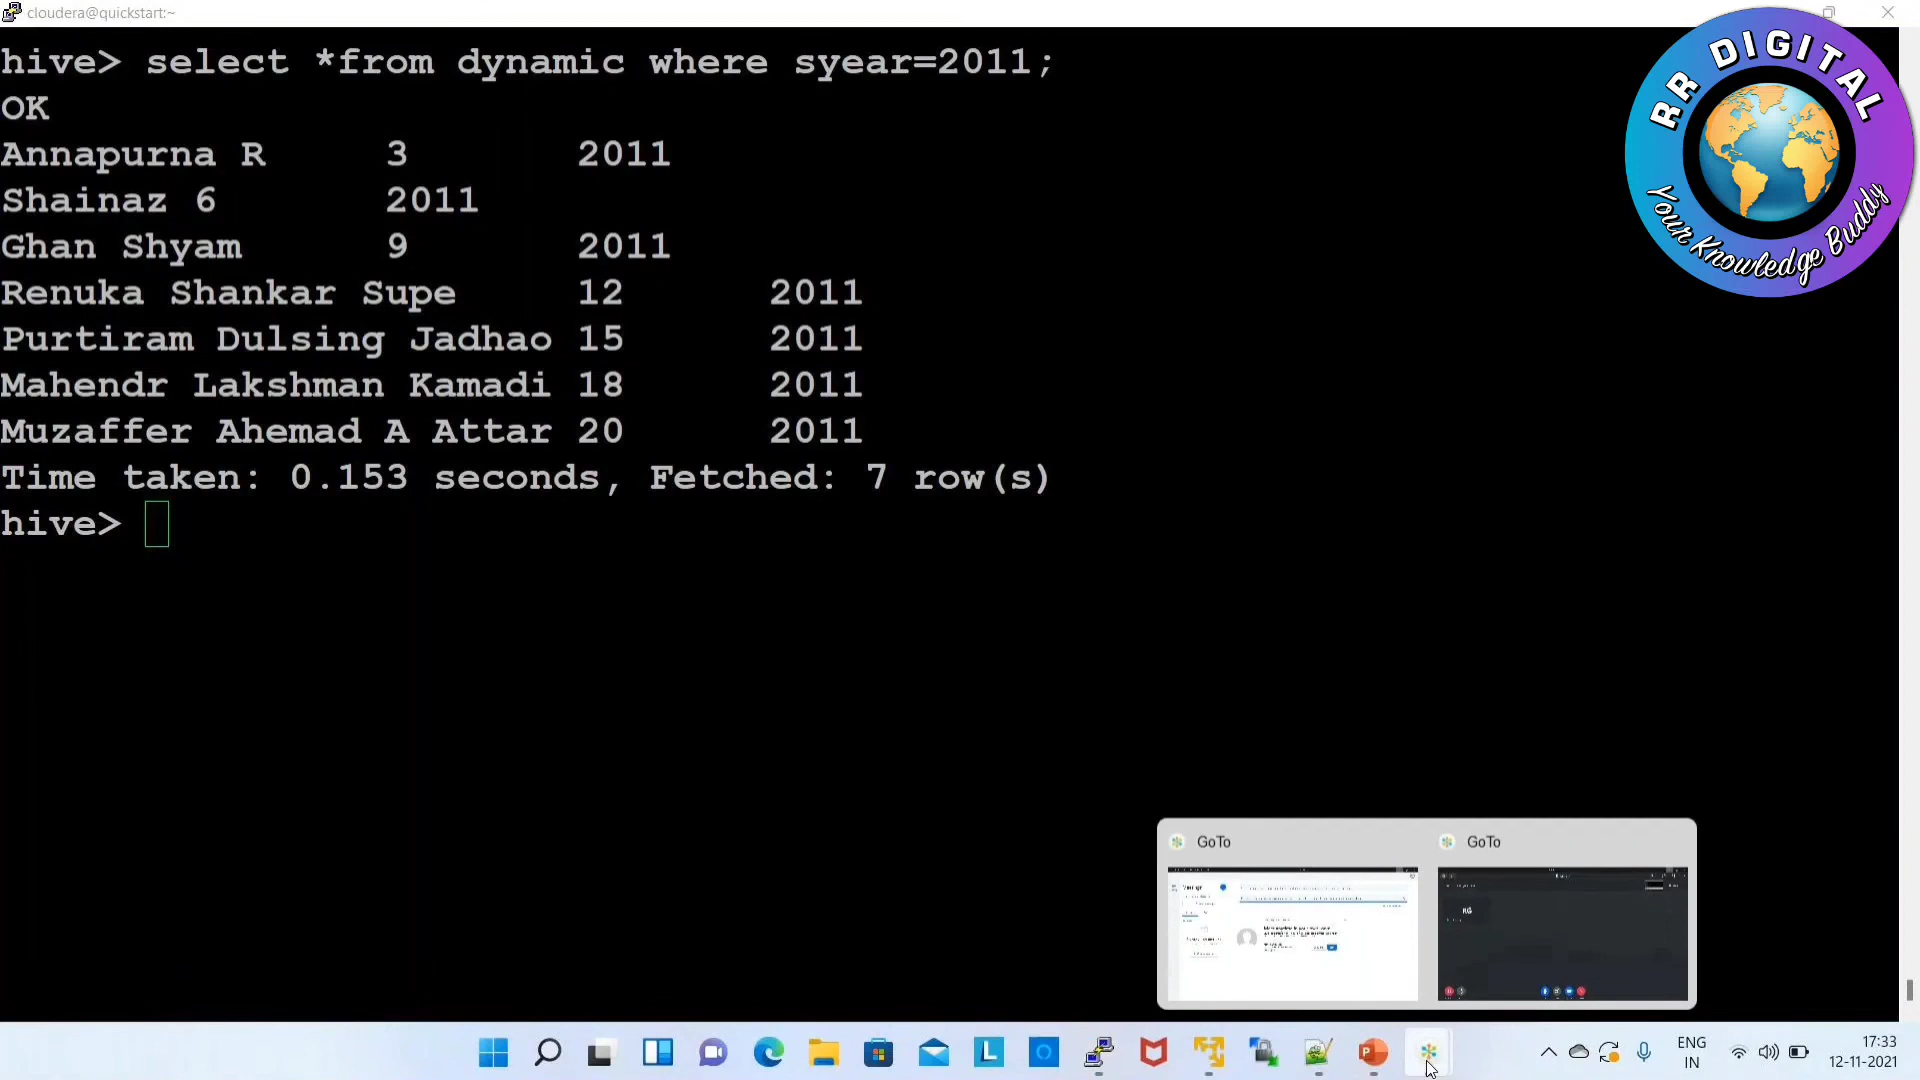 cloudera@quickstart:~
hive> select *from dynamic where syear=2011;
OK
Annapurna R 3 2011
Shainaz 6 2011
Ghan Shyam 9 2011
Renuka Shankar Supe 12 2011
Purtiram Dulsing Jadhao 15 2011
Mahendr Lakshman Kamadi 18 2011
Muzaffer Ahemad A Attar 20 2011
Time taken: 0.153 seconds, Fetched: 7 row(s)
hive>
RR DIGITAL
Your Knowledge Buddy
GoTo
GoTo
RG
ENG
IN
17:33
12-11-2021